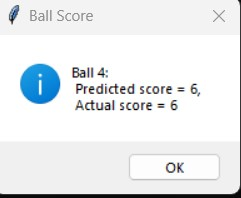 Ball Score
Ball 4:
Predicted score = 6,
Actual score = 6
OK